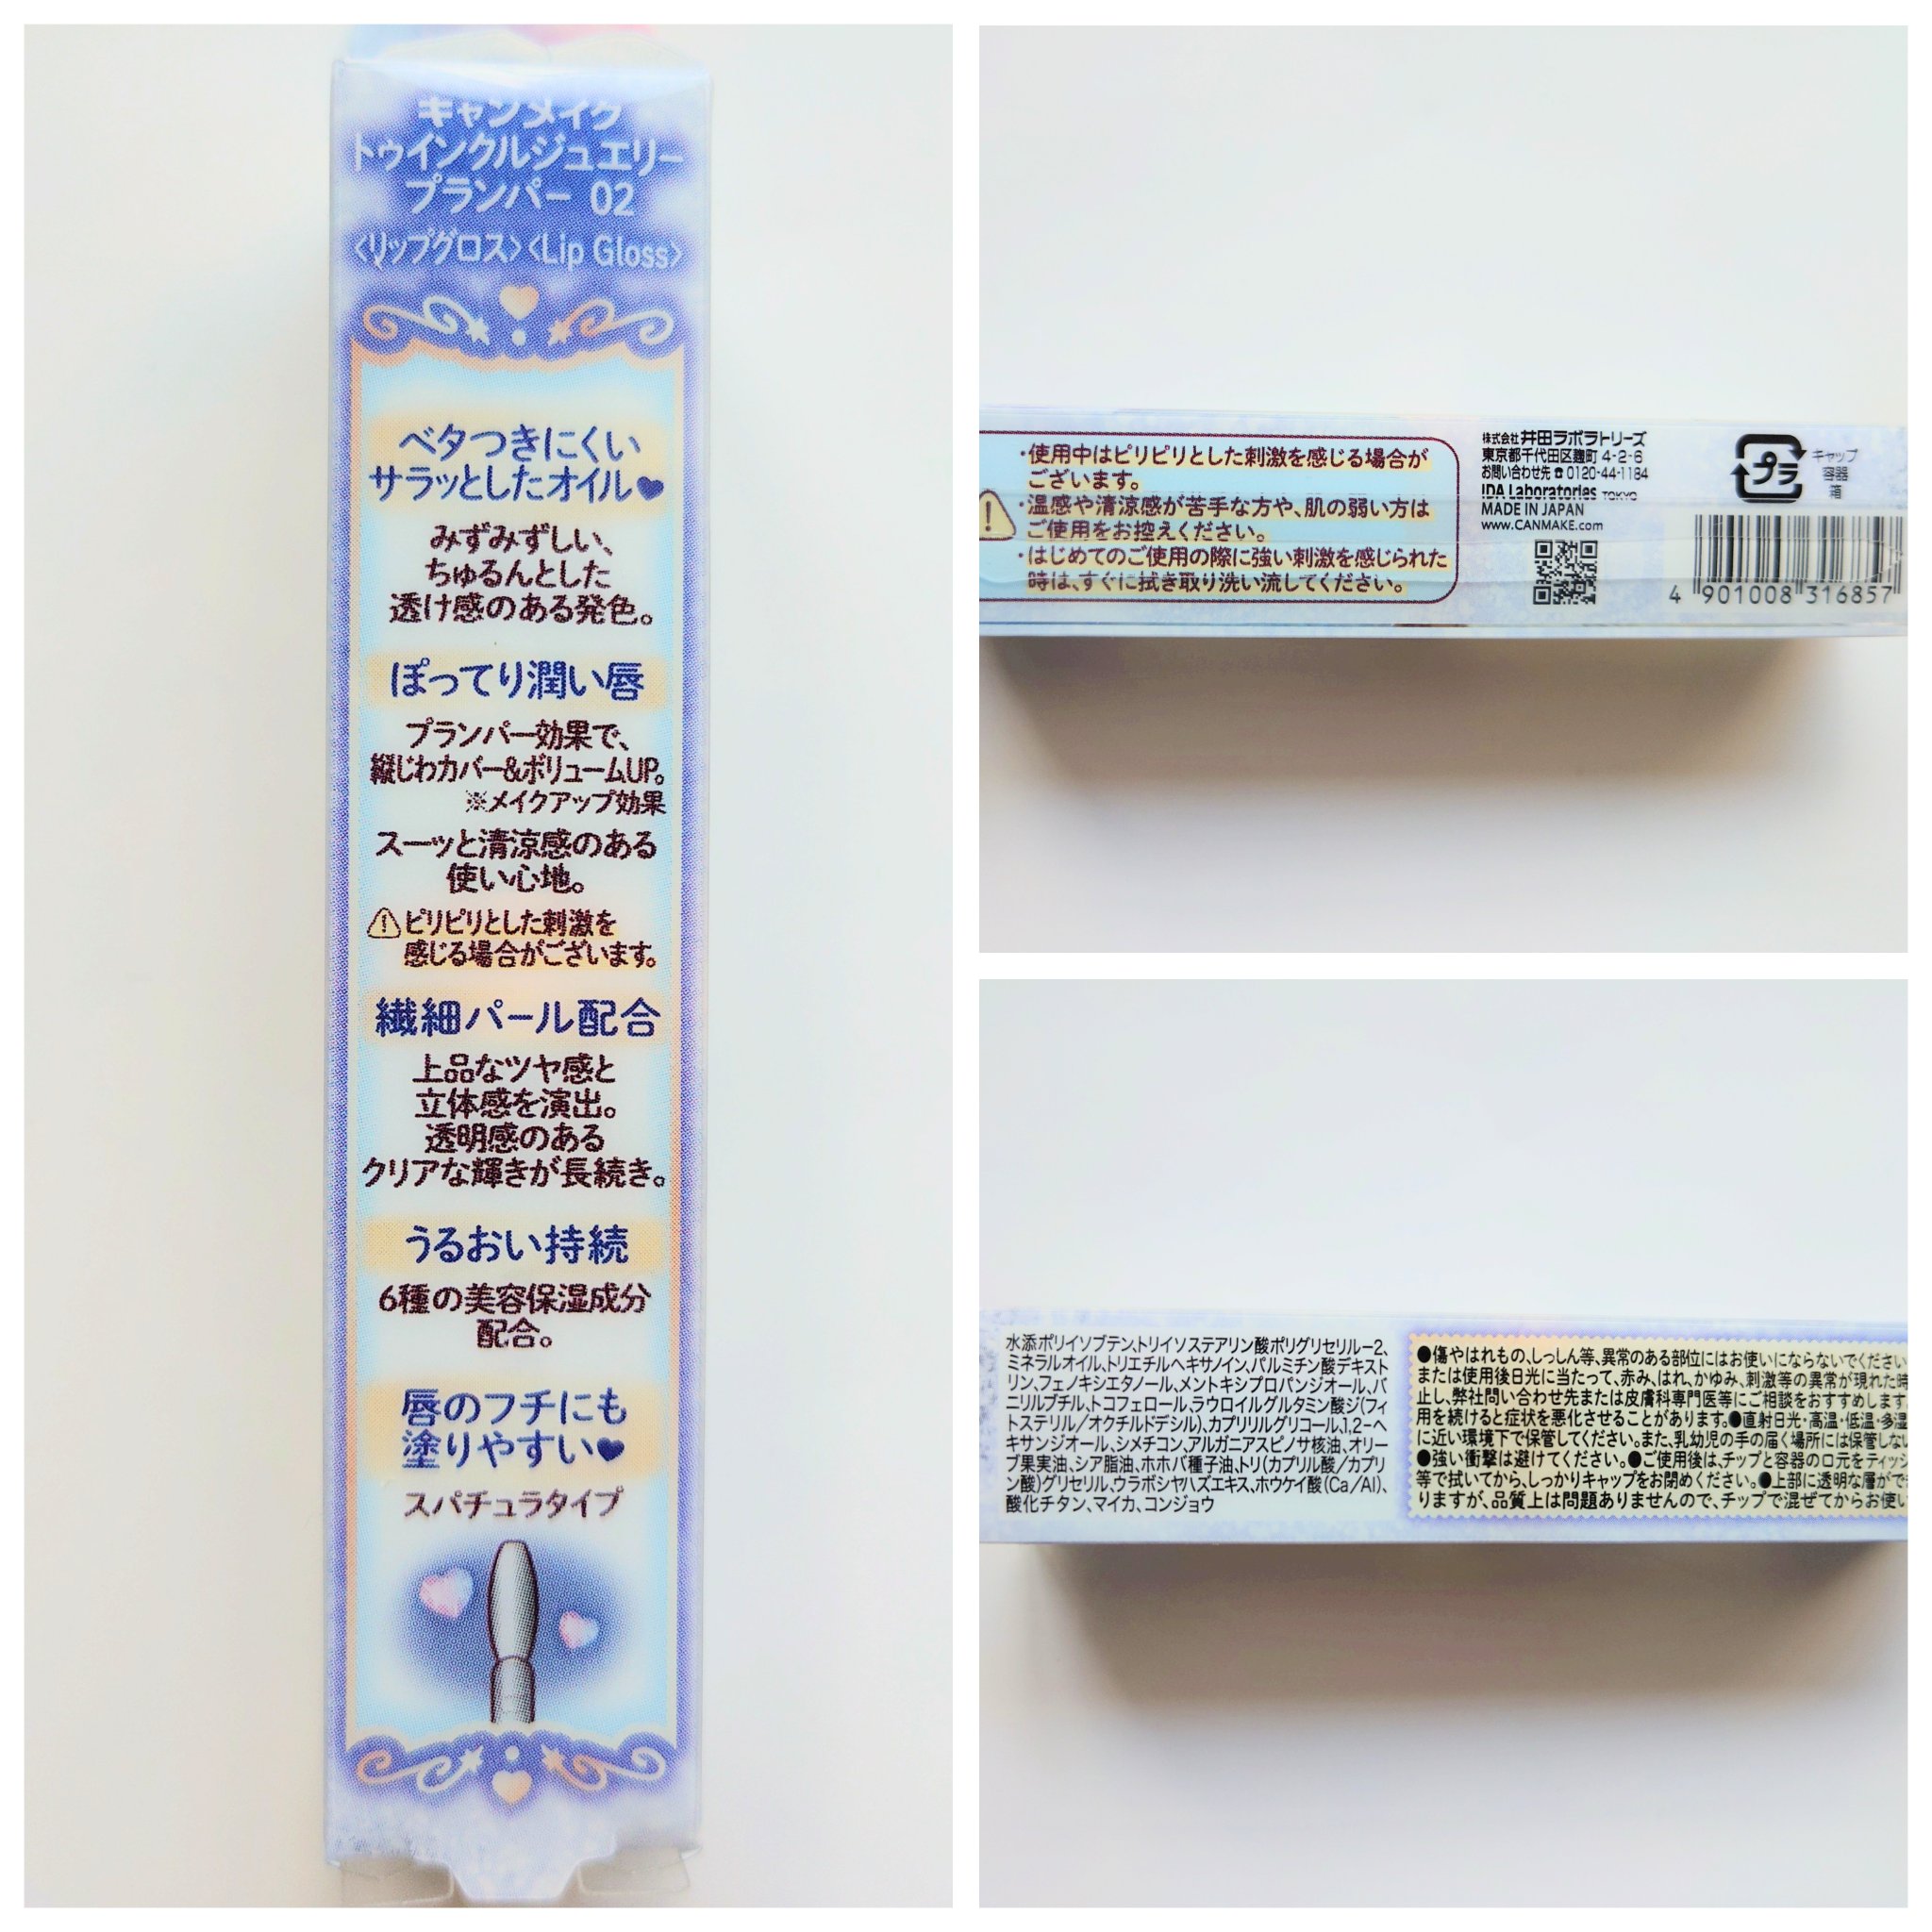 キャンメイク
トゥインクルジュエリー
プランパー 02
〈リップグロス〉〈Lip Gloss〉
ベタつきにくい
サラッとしたオイル♥
みずみずしい、
ちゅるんとした
透け感のある発色。
ぽってり潤い唇
プランパー効果で、
縦じわカバー&ボリュームUP。
※メイクアップ効果
スーッと清涼感のある
使い心地。
⚠ピリピリとした刺激を
感じる場合がございます。
繊細パール配合
上品なツヤ感と
立体感を演出。
透明感のある
クリアな輝きが長続き。
うるおい持続
6種の美容保湿成分
配合。
唇のフチにも
塗りやすい♥
スパチュラタイプ
・使用中はピリピリとした刺激を感じる場合が
ございます。
・温感や清涼感が苦手な方や、肌の弱い方は
ご使用をお控えください。
・はじめてのご使用の際に強い刺激を感じられた
時は、すぐに拭き取り洗い流してください。
株式会社 井田ラボラトリーズ
東京都千代田区麹町 4-2-6
お問い合わせ先 ☎ 0120-44-1184
IDA Laboratories TOKYO
MADE IN JAPAN
www.CANMAKE.com
プラ
キャップ
容器
箱
4 901008 316857
水添ポリイソブテン、トリイソステアリン酸ポリグリセリル-2、
ミネラルオイル、トリエチルヘキサノイン、パルミチン酸デキスト
リン、フェノキシエタノール、メントキシプロパンジオール、バ
ニリルブチル、トコフェロール、ラウロイルグルタミン酸ジ(フィ
トステリル/オクチルドデシル)、カプリリルグリコール、1,2-ヘ
キサンジオール、シメチコン、アルガニアスピノサ核油、オリー
ブ果実油、シア脂油、ホホバ種子油、トリ(カプリル酸/カプリ
ン酸)グリセリル、ウラボシヤハズエキス、ホウケイ酸(Ca/Al)、
酸化チタン、マイカ、コンジョウ
●傷やはれもの、しっしん等、異常のある部位にはお使いにならないでください
または使用後日光に当たって、赤み、はれ、かゆみ、刺激等の異常が現れた時
止し、弊社問い合わせ先または皮膚科専門医等にご相談をおすすめします
用を続けると症状を悪化させることがあります。●直射日光・高温・低温・多湿
に近い環境下で保管してください。また、乳幼児の手の届く場所には保管しない
●強い衝撃は避けてください。●ご使用後は、チップと容器の口元をティッシ
等で拭いてから、しっかりキャップをお閉めください。●上部に透明な層がで
りますが、品質上は問題ありませんので、チップで混ぜてからお使い